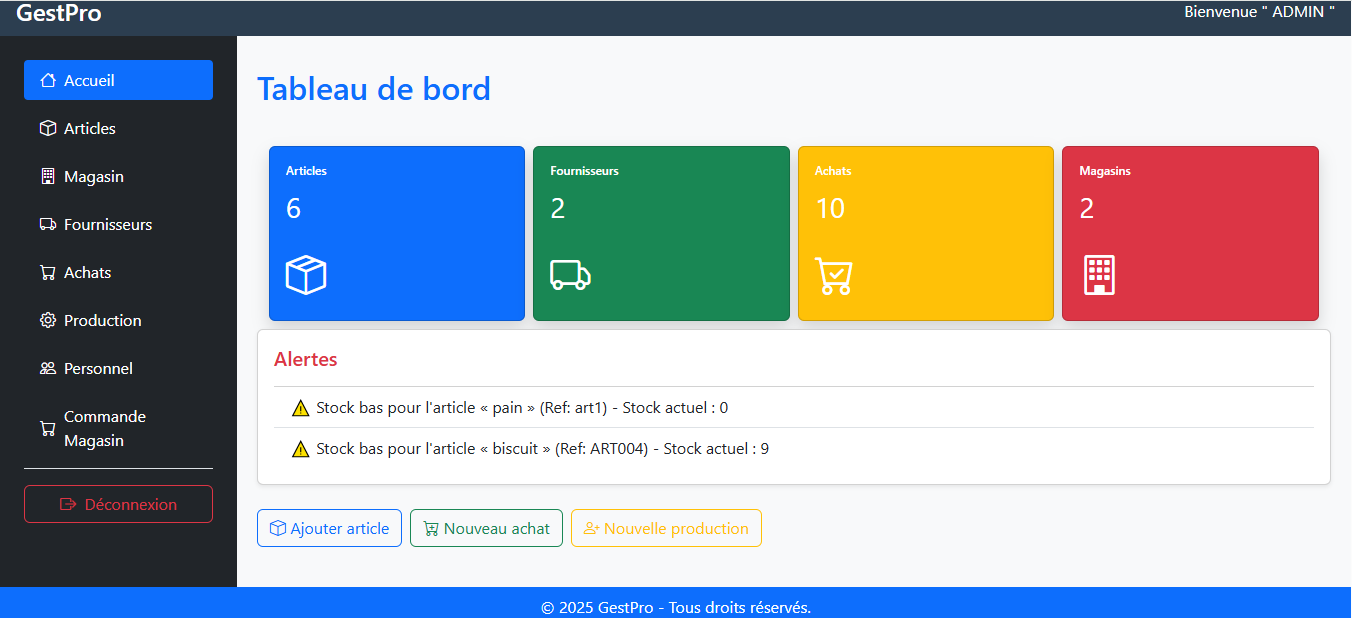 GestPro
Bienvenue " ADMIN "
Accueil
Articles
Magasin
Fournisseurs
Achats
Production
Personnel
Commande
Magasin
Déconnexion
Tableau de bord
Articles
6
Fournisseurs
2
Achats
10
Magasins
2
Alertes
Stock bas pour l'article « pain » (Ref: art1) - Stock actuel : 0
Stock bas pour l'article « biscuit » (Ref: ART004) - Stock actuel : 9
Ajouter article
Nouveau achat
Nouvelle production
© 2025 GestPro - Tous droits réservés.